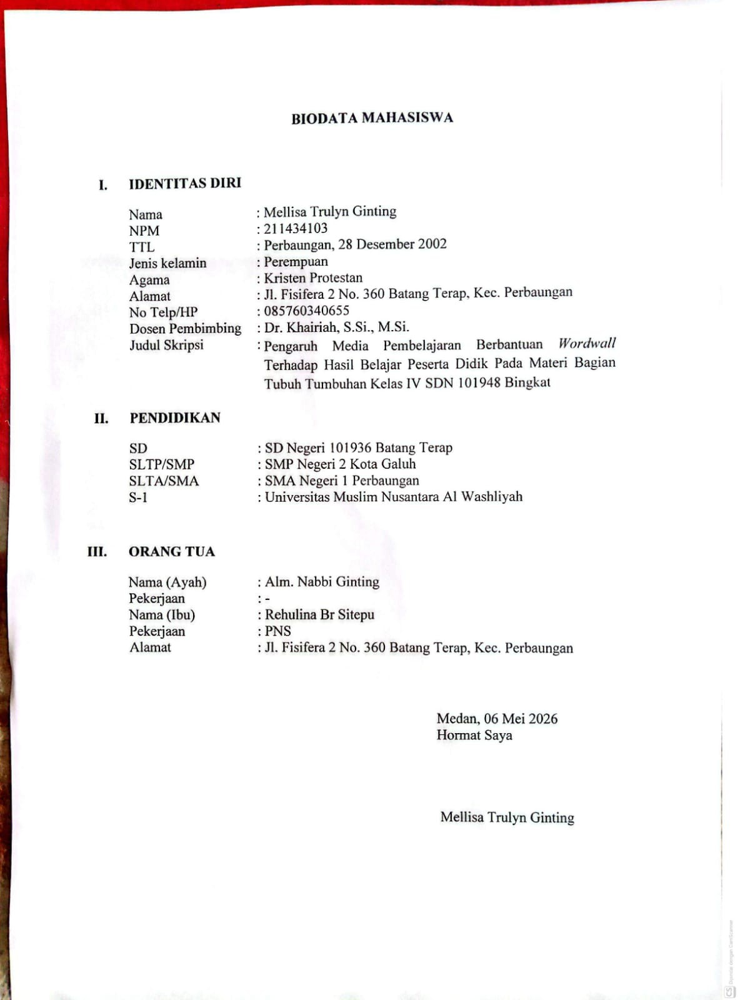 BIODATA MAHASISWA
I. IDENTITAS DIRI
Nama : Mellisa Trulyn Ginting
NPM : 211434103
TTL : Perbaungan, 28 Desember 2002
Jenis kelamin : Perempuan
Agama : Kristen Protestan
Alamat : Jl. Fisifera 2 No. 360 Batang Terap, Kec. Perbaungan
No Telp/HP : 085760340655
Dosen Pembimbing : Dr. Khairiah, S.Si., M.Si.
Judul Skripsi : Pengaruh Media Pembelajaran Berbantuan Wordwall
Terhadap Hasil Belajar Peserta Didik Pada Materi Bagian
Tubuh Tumbuhan Kelas IV SDN 101948 Bingkat
II. PENDIDIKAN
SD : SD Negeri 101936 Batang Terap
SLTP/SMP : SMP Negeri 2 Kota Galuh
SLTA/SMA : SMA Negeri 1 Perbaungan
S-1 : Universitas Muslim Nusantara Al Washliyah
III. ORANG TUA
Nama (Ayah) : Alm. Nabbi Ginting
Pekerjaan : -
Nama (Ibu) : Rehulina Br Sitepu
Pekerjaan : PNS
Alamat : Jl. Fisifera 2 No. 360 Batang Terap, Kec. Perbaungan
Medan, 06 Mei 2026
Hormat Saya
Mellisa Trulyn Ginting
CS Dipindai dengan CamScanner